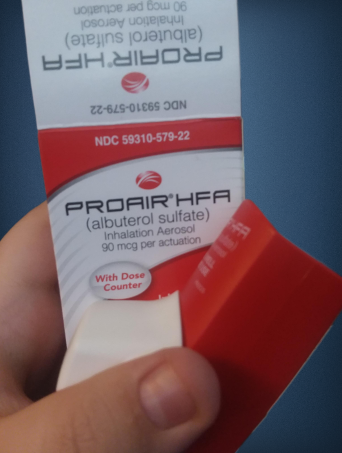 90 mcg per actuation
Inhalation Aerosol
(albuterol sulfate)
PROAIR®HFA
NDC 59310-579-22
NDC 59310-579-22
PROAIR®HFA
(albuterol sulfate)
Inhalation Aerosol
90 mcg per actuation
With Dose
Counter